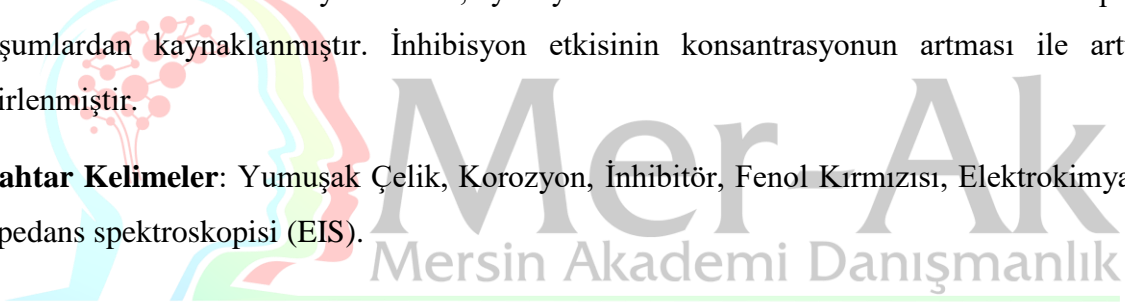 şumlardan kaynaklanmıştır. İnhibisyon etkisinin konsantrasyonun artması ile art
irlenmiştir.
ahtar Kelimeler: Yumuşak Çelik, Korozyon, İnhibitör, Fenol Kırmızısı, Elektrokimya
pedans spektroskopisi (EIS).
Mer-Ak
Mersin Akademi Danışmanlık